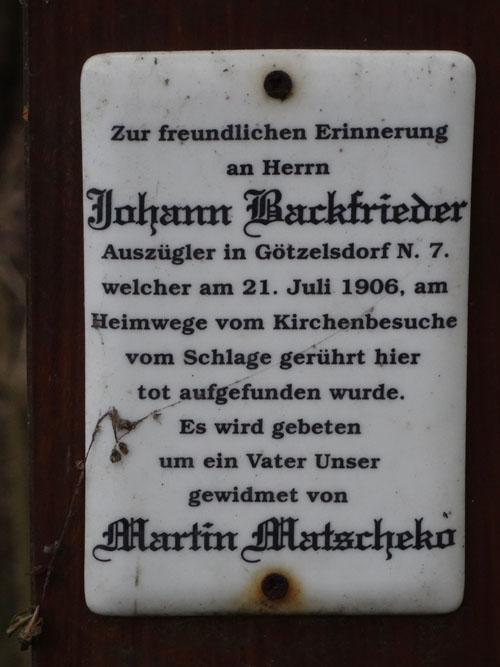 Zur freundlichen Erinnerung
an Herrn
Johann Backfrieder
Auszügler in Götzelsdorf N. 7.
welcher am 21. Juli 1906, am
Heimwege vom Kirchenbesuche
vom Schlage gerührt hier
tot aufgefunden wurde.
Es wird gebeten
um ein Vater Unser
gewidmet von
Martin Matscheko